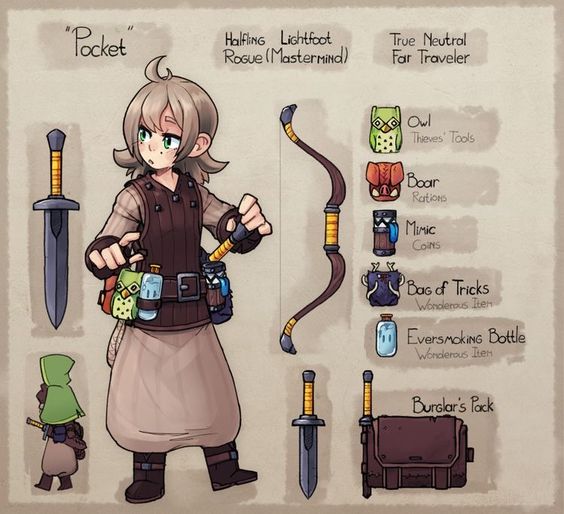 "Pocket"
Halfling Lightfoot
Rogue (Mastermind)
True Neutral
Far Traveler
Owl
Thieves' Tools
Boar
Rations
Mimic
Coins
Bag of Tricks
Wonderous Item
Eversmoking Bottle
Wonderous Item
Burglar's Pack